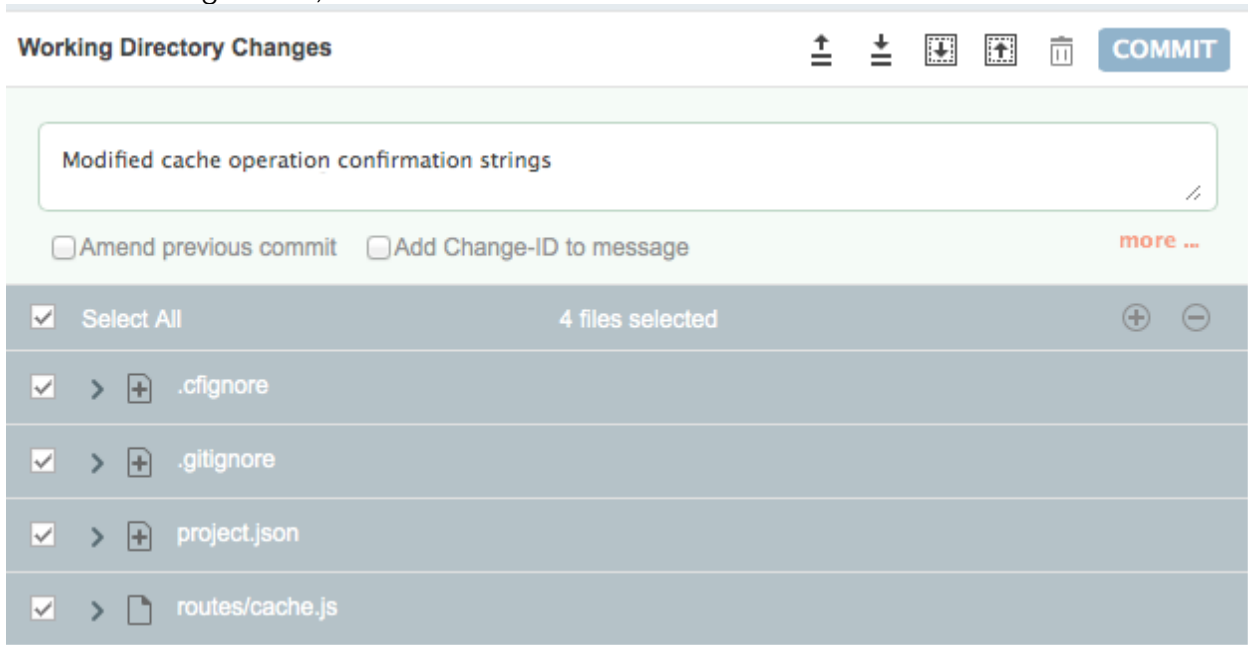 Working Directory Changes COMMIT
Modified cache operation confirmation strings
Amend previous commit Add Change-ID to message more ...
Select All 4 files selected
.cfignore
.gitignore
project.json
routes/cache.js